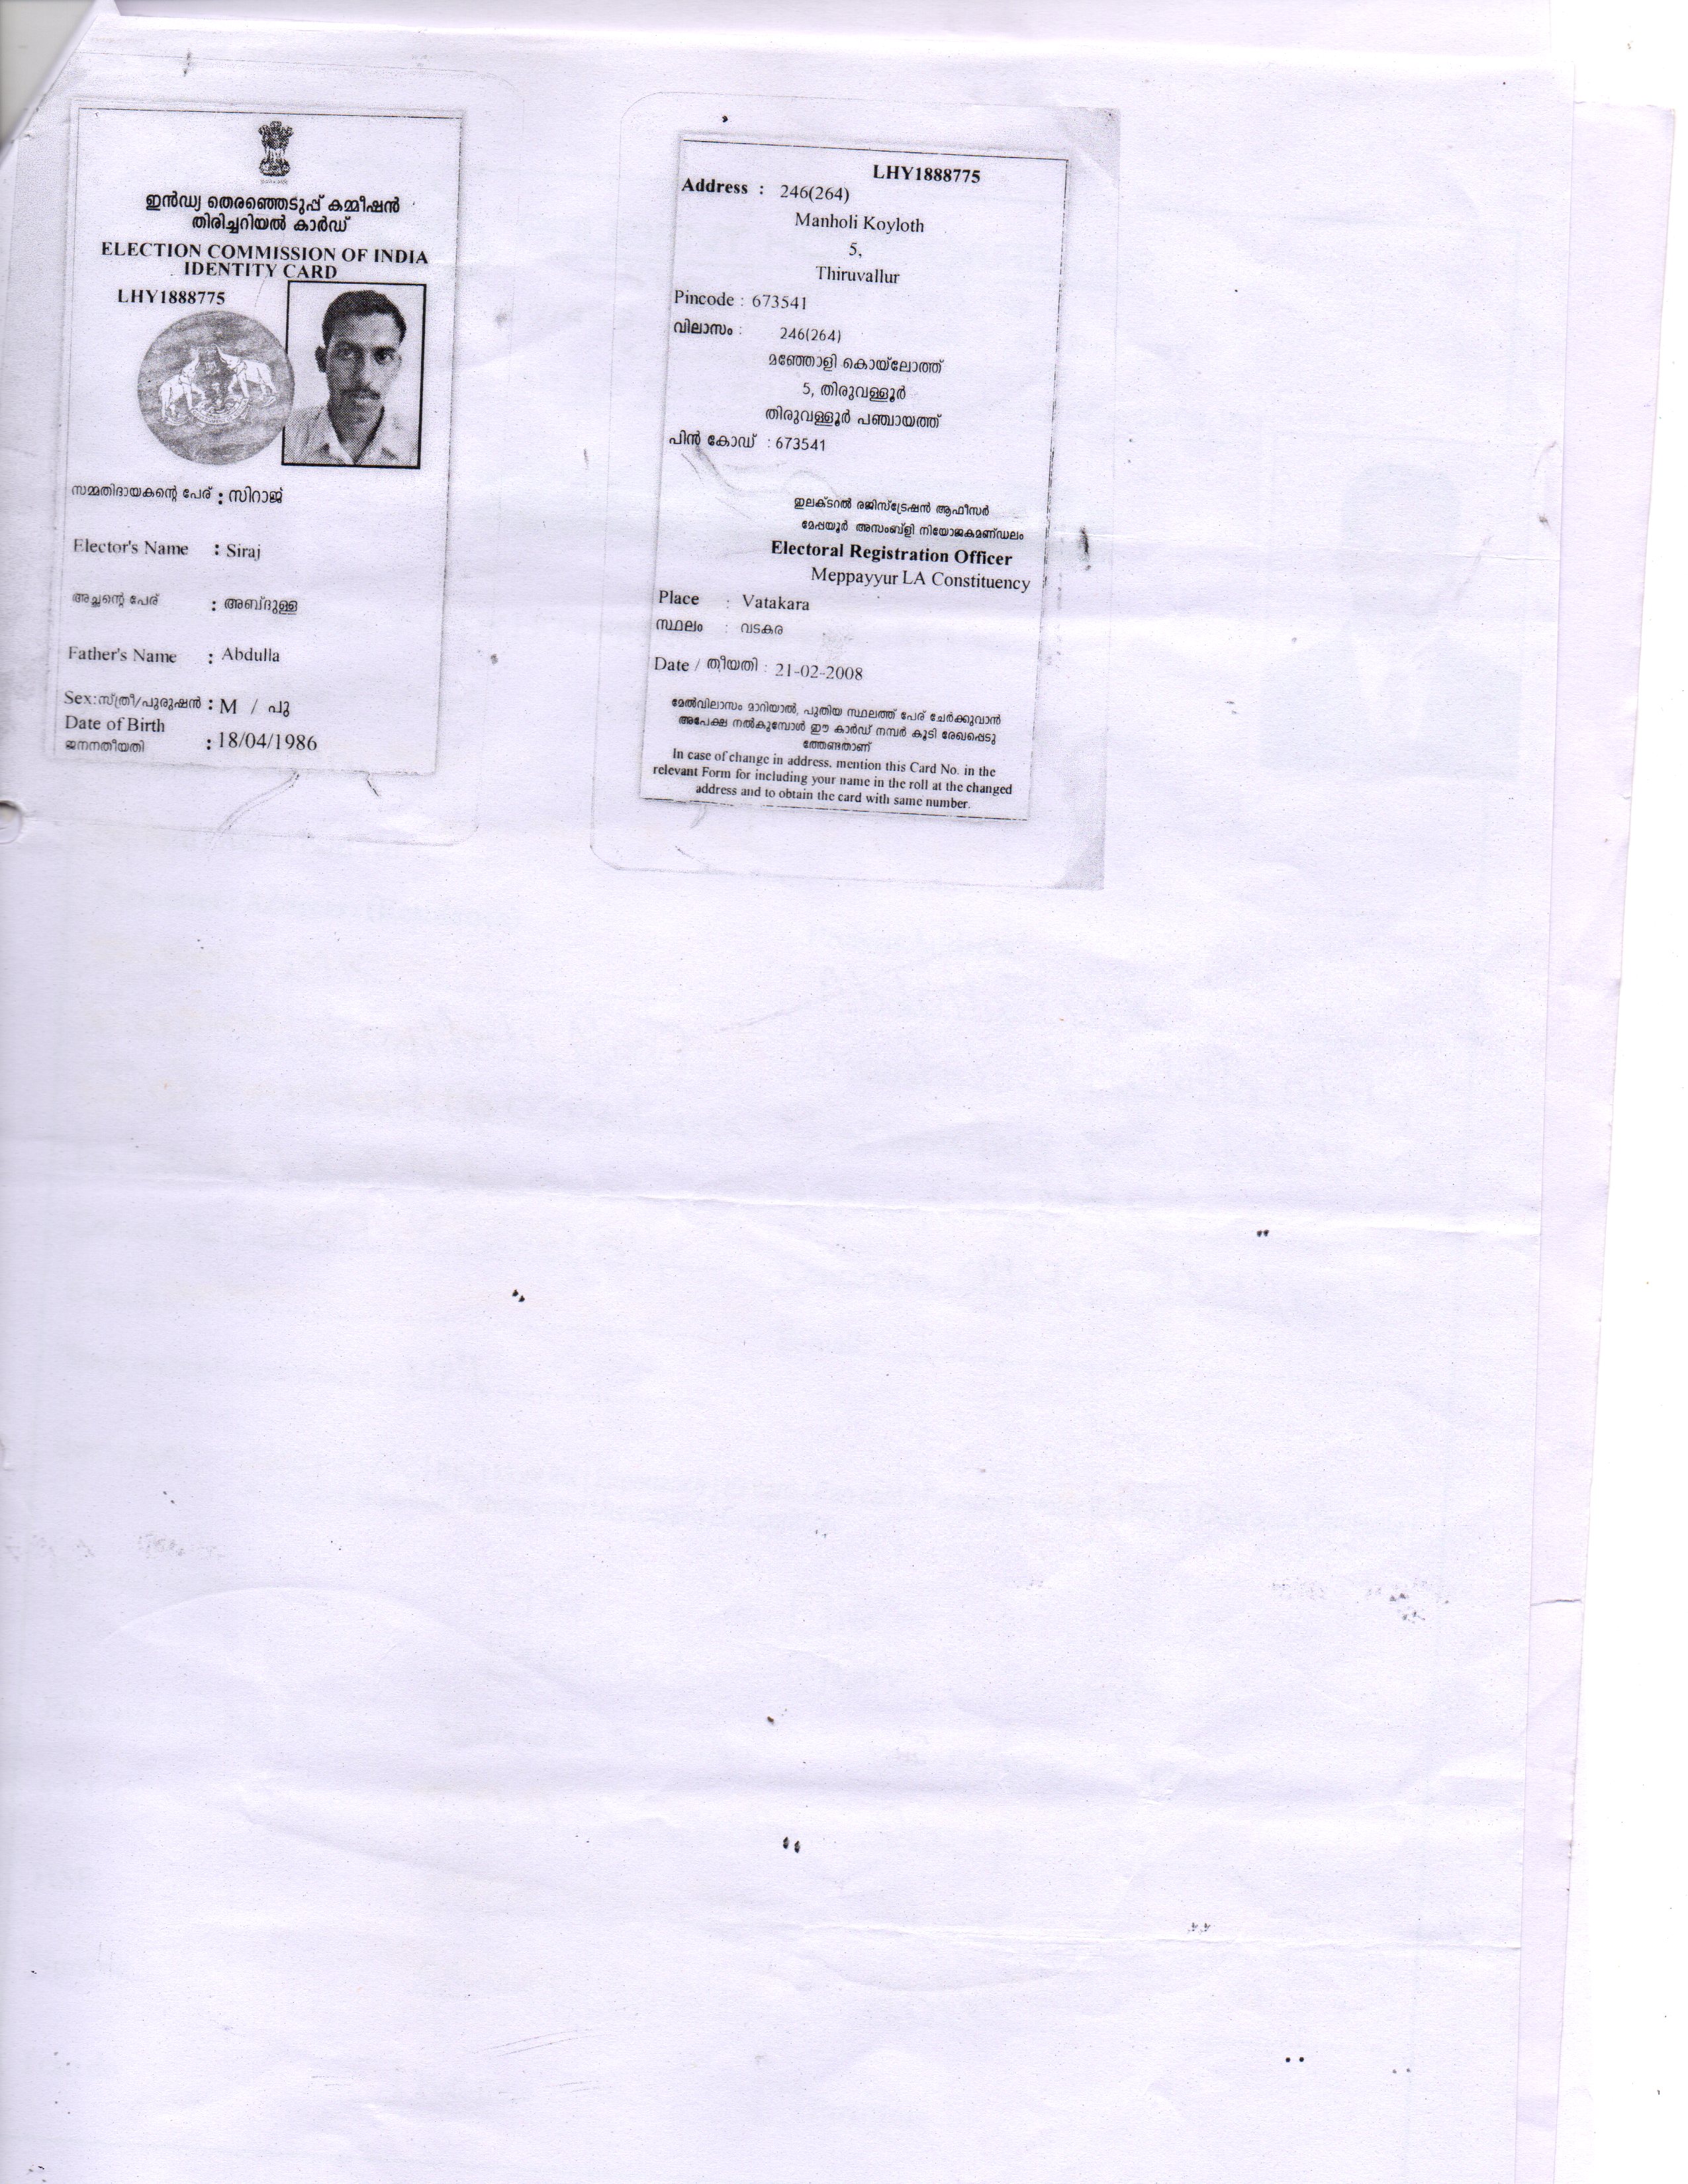 ഇൻഡ്യ തെരഞ്ഞെടുപ്പ് കമ്മീഷൻ
തിരിച്ചറിയൽ കാർഡ്
ELECTION COMMISSION OF INDIA
IDENTITY CARD
LHY1888775
സമ്മതിദായകന്റെ പേര് : സിറാജ്
Elector's Name : Siraj
അച്ഛന്റെ പേര് : അബ്ദുള്ള
Father's Name : Abdulla
Sex:സ്ത്രീ/പുരുഷൻ : M / പു
Date of Birth
ജനനതീയതി : 18/04/1986
LHY1888775
Address : 246(264)
Manholi Koyloth
5,
Thiruvallur
Pincode : 673541
വിലാസം : 246(264)
മഞ്ഞോളി കൊയ്ലോത്ത്
5, തിരുവള്ളൂർ
തിരുവള്ളൂർ പഞ്ചായത്ത്
പിൻ കോഡ് : 673541
ഇലക്ടറൽ രജിസ്ട്രേഷൻ ആഫീസർ
മേപ്പയൂർ അസംബ്ളി നിയോജകമണ്ഡലം
Electoral Registration Officer
Meppayyur LA Constituency
Place : Vatakara
സ്ഥലം : വടകര
Date / തീയതി : 21-02-2008
മേൽവിലാസം മാറിയാൽ, പുതിയ സ്ഥലത്ത് പേര് ചേർക്കുവാൻ
അപേക്ഷ നൽകുമ്പോൾ ഈ കാർഡ് നമ്പർ കൂടി രേഖപ്പെടു
ത്തേണ്ടതാണ്
In case of change in address, mention this Card No. in the
relevant Form for including your name in the roll at the changed
address and to obtain the card with same number.